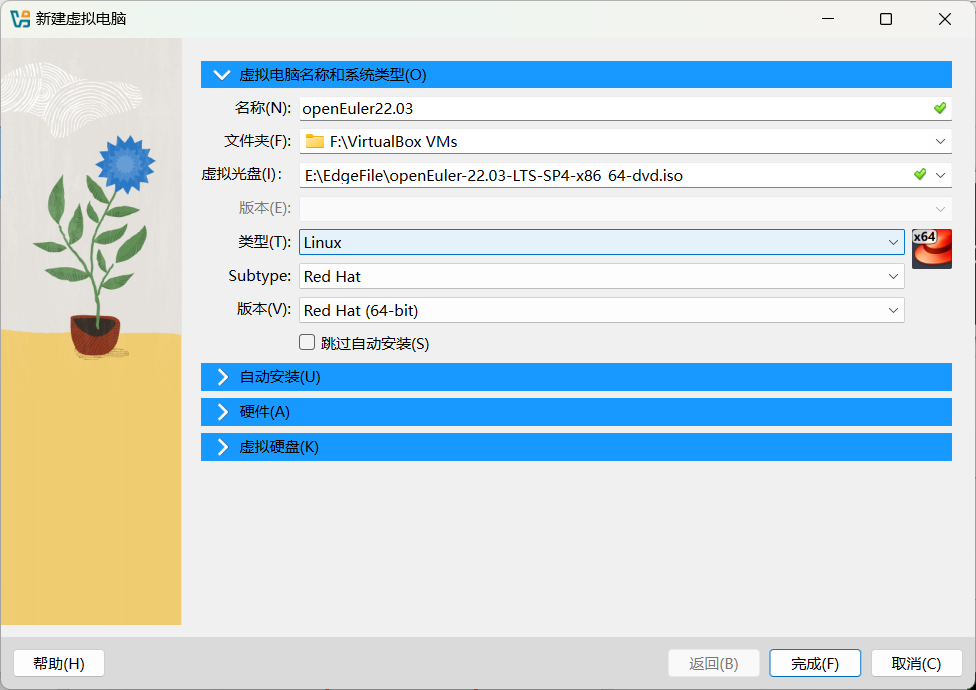 新建虚拟电脑
虚拟电脑名称和系统类型(O)
名称(N): openEuler22.03
文件夹(F): F:\VirtualBox VMs
虚拟光盘(I): E:\EdgeFile\openEuler-22.03-LTS-SP4-x86_64-dvd.iso
版本(E):
类型(T): Linux x64
Subtype: Red Hat
版本(V): Red Hat (64-bit)
跳过自动安装(S)
自动安装(U)
硬件(A)
虚拟硬盘(K)
帮助(H) 返回(B) 完成(F) 取消(C)